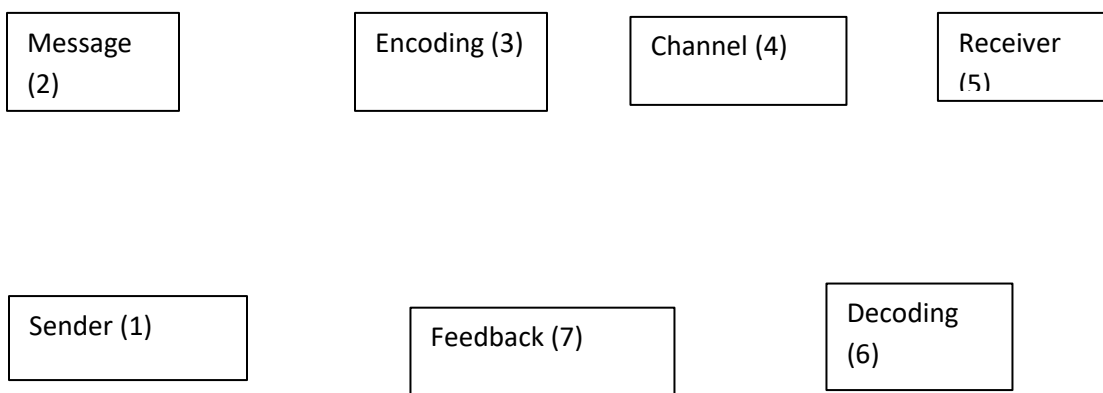 Message
(2)
Encoding (3)
Channel (4)
Receiver
(5)
Sender (1)
Feedback (7)
Decoding
(6)